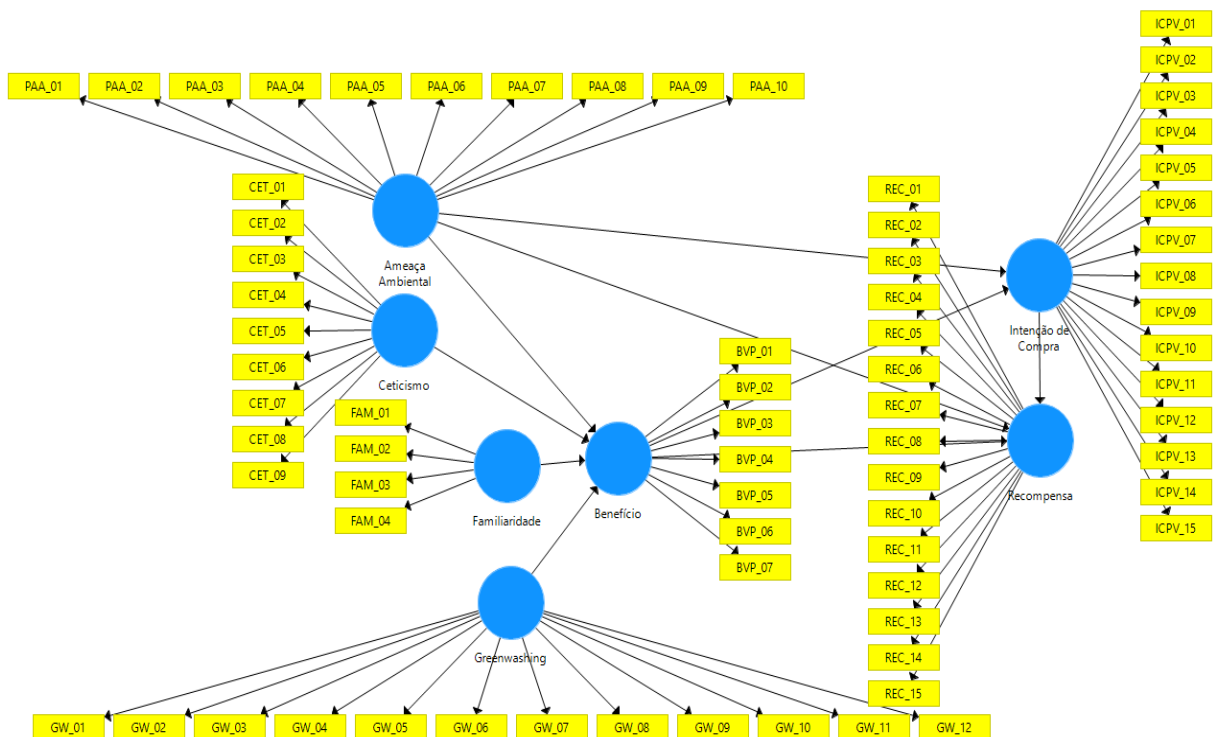 ICPV_01
ICPV_02
PAA_01 PAA_02 PAA_03 PAA_04 PAA_05 PAA_06 PAA_07 PAA_08 PAA_09 PAA_10
ICPV_03
ICPV_04
ICPV_05
CET_01
REC_01
ICPV_06
CET_02
REC_02
ICPV_07
CET_03
REC_03
Ameaça
Ambiental
ICPV_08
CET_04
REC_04
ICPV_09
CET_05
REC_05
Intenção de
Compra
ICPV_10
BVP_01
CET_06
REC_06
ICPV_11
Ceticismo
BVP_02
CET_07
REC_07
FAM_01
ICPV_12
BVP_03
CET_08
REC_08
FAM_02
ICPV_13
BVP_04
CET_09
REC_09
FAM_03
ICPV_14
BVP_05
Recompensa
REC_10
Benefício
FAM_04
Familiaridade
ICPV_15
BVP_06
REC_11
BVP_07
REC_12
REC_13
Greenwashing
REC_14
REC_15
GW_01 GW_02 GW_03 GW_04 GW_05 GW_06 GW_07 GW_08 GW_09 GW_10 GW_11 GW_12